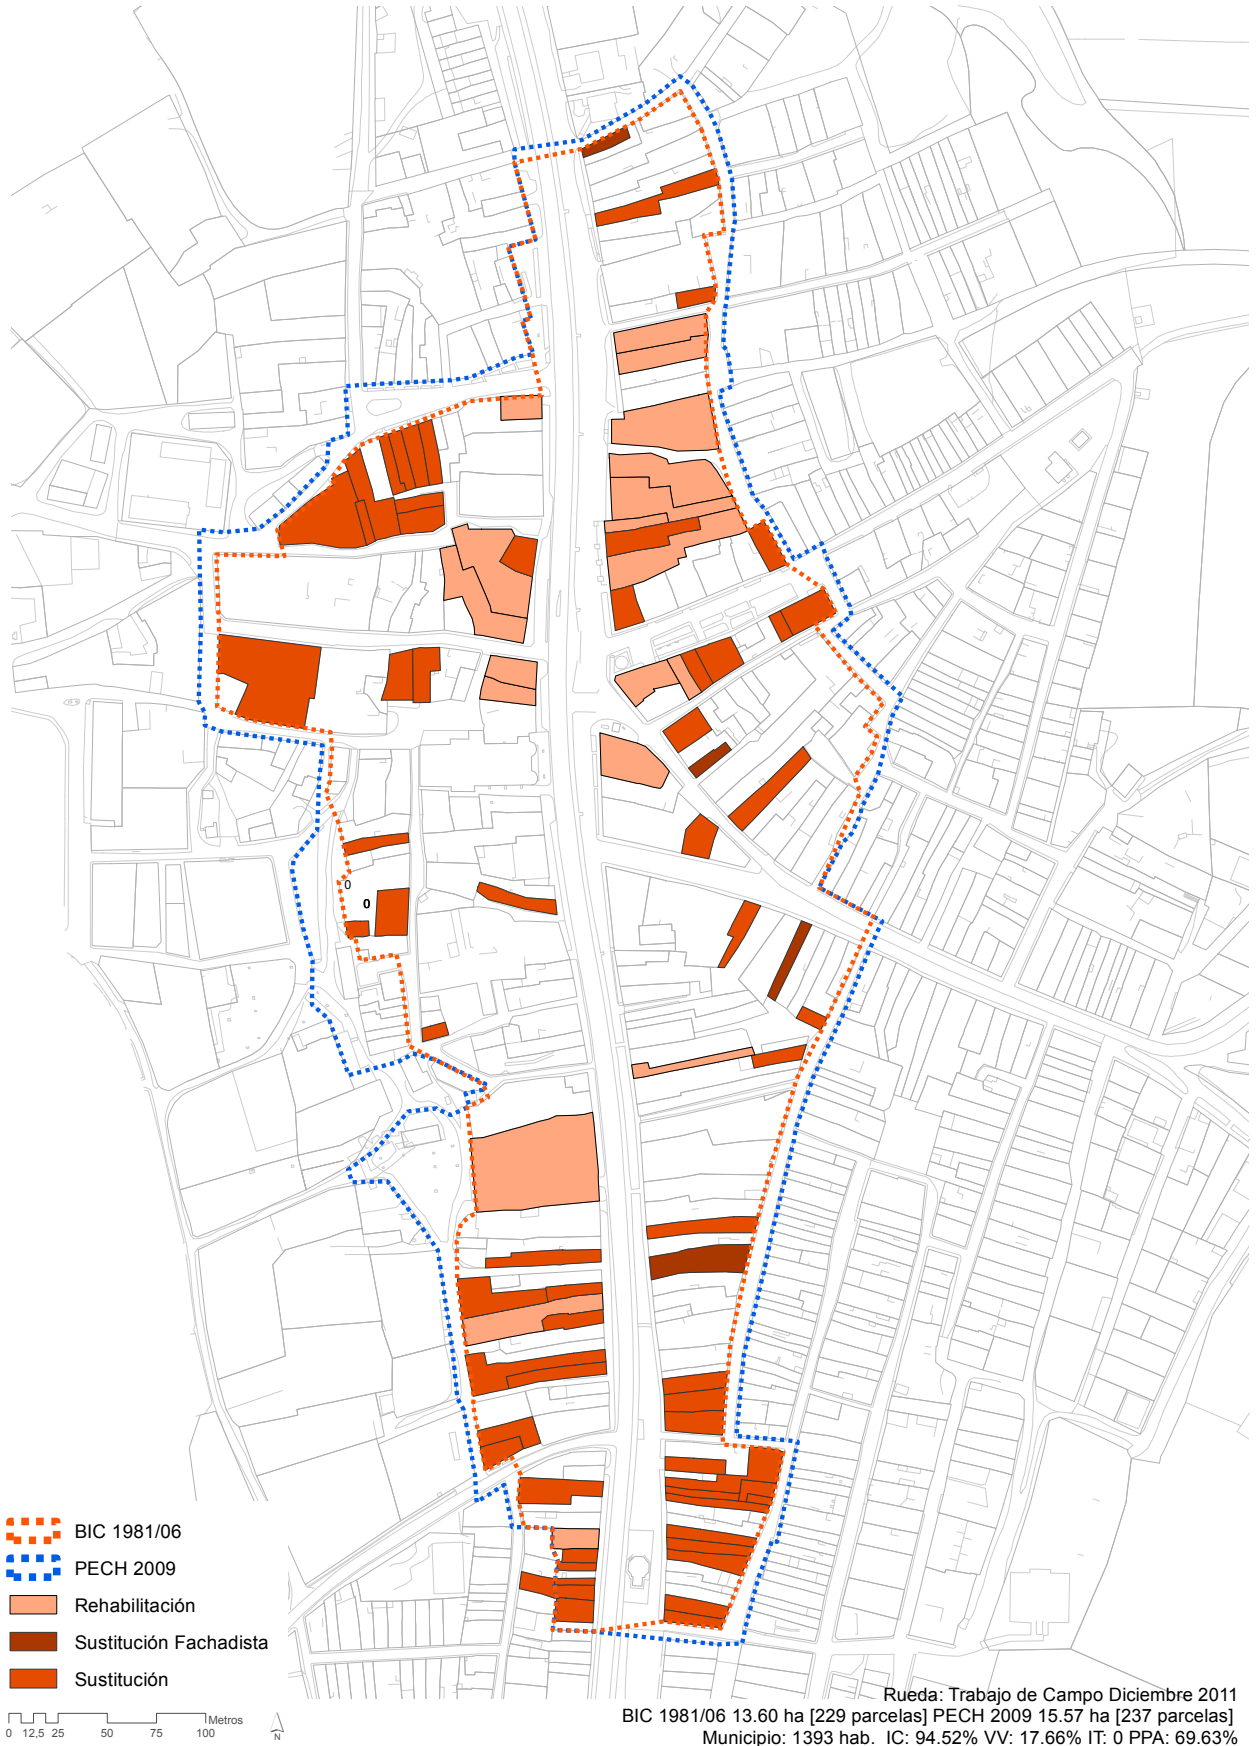 0
0
BIC 1981/06
PECH 2009
Rehabilitación
Sustitución Fachadista
Sustitución
Metros
0 12,5 25 50 75 100
N
Rueda: Trabajo de Campo Diciembre 2011
BIC 1981/06 13.60 ha [229 parcelas] PECH 2009 15.57 ha [237 parcelas]
Municipio: 1393 hab. IC: 94.52% VV: 17.66% IT: 0 PPA: 69.63%